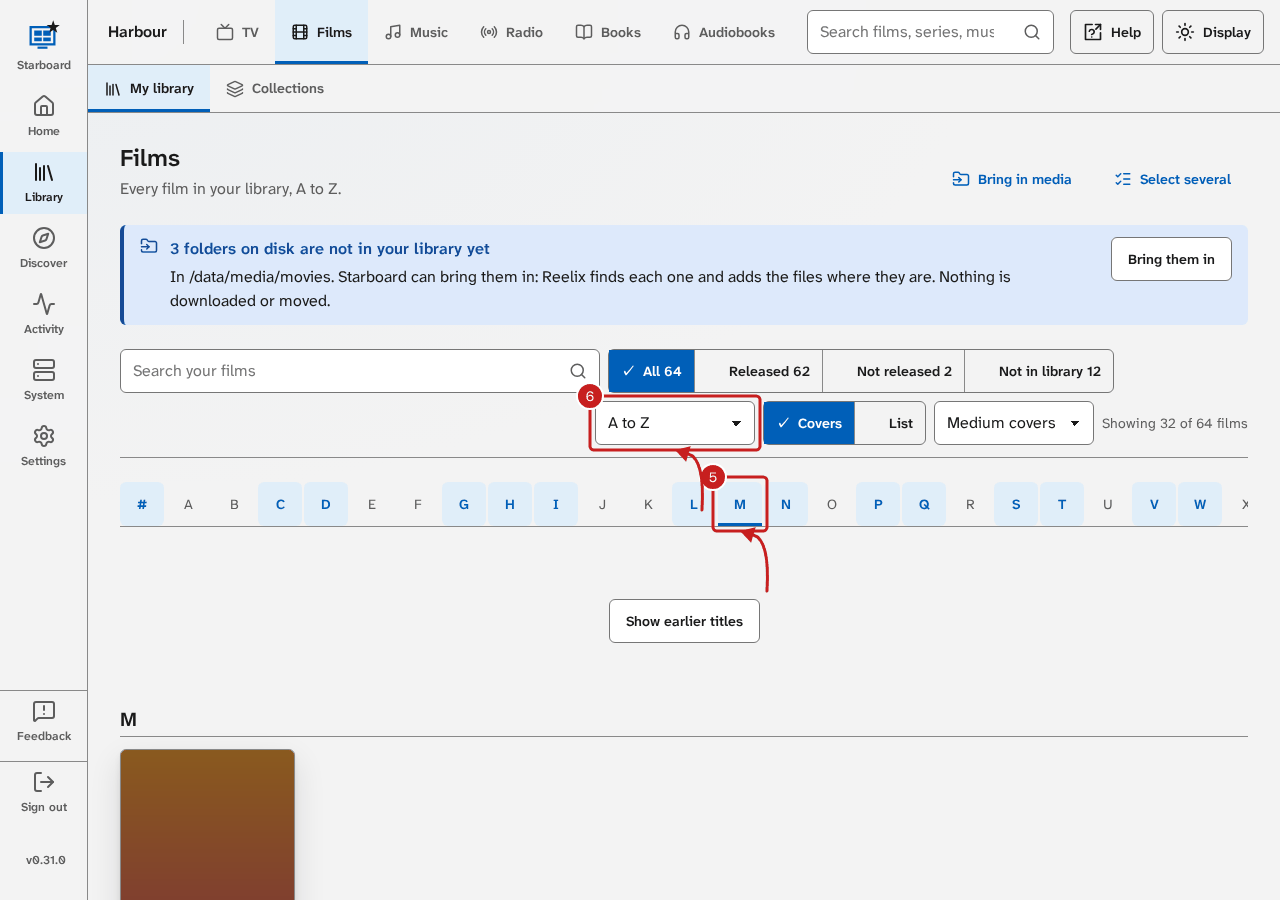 Starboard
Home
Library
Discover
Activity
System
Settings
Feedback
Sign out
v0.31.0
Harbour
TV
Films
Music
Radio
Books
Audiobooks
Search films, series, mus
Help
Display
My library
Collections
Films
Every film in your library, A to Z.
Bring in media
Select several
3 folders on disk are not in your library yet
In /data/media/movies. Starboard can bring them in: Reelix finds each one and adds the files where they are. Nothing is
downloaded or moved.
Bring them in
Search your films
✓ All 64
Released 62
Not released 2
Not in library 12
6
A to Z
✓ Covers
List
Medium covers
Showing 32 of 64 films
5
# A B C D E F G H I J K L M N O P Q R S T U V W X
Show earlier titles
M